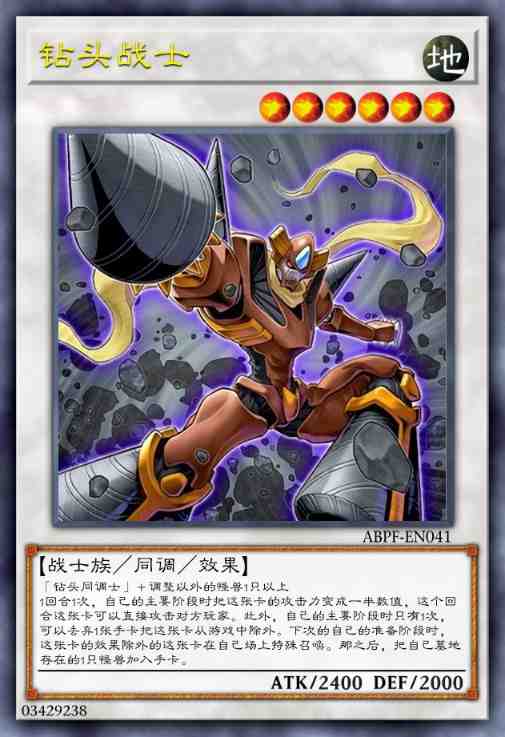 钻头战士
地
ABPF-EN041
【战士族／同调／效果】
「钻头同调士」＋调整以外的怪兽1只以上
1回合1次，自己的主要阶段时把这张卡的攻击力变成一半数值，这个回
合这张卡可以直接攻击对方玩家。此外，自己的主要阶段时只有1次，
可以丢弃1张手卡把这张卡从游戏中除外。下次的自己的准备阶段时，
这张卡的效果除外的这张卡在自己场上特殊召唤。那之后，把自己墓地
存在的1只怪兽加入手卡。
ATK/2400 DEF/2000
03429238